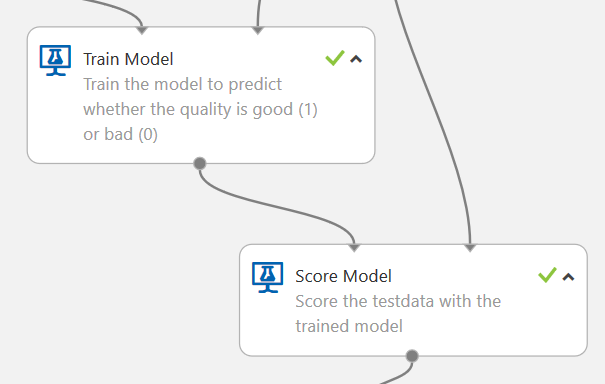 Train Model
Train the model to predict
whether the quality is good (1)
or bad (0)
Score Model
Score the testdata with the
trained model